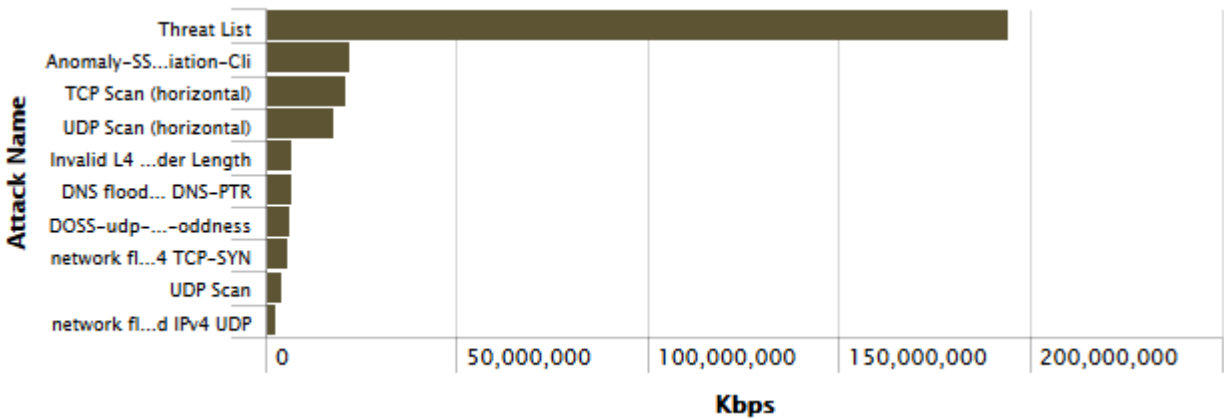 Threat List
Anomaly-SS...iation-Cli
TCP Scan (horizontal)
UDP Scan (horizontal)
Invalid L4 ...der Length
DNS flood... DNS-PTR
DOSS-udp-...-oddness
network fl...4 TCP-SYN
UDP Scan
network fl...d IPv4 UDP
Attack Name
0 50,000,000 100,000,000 150,000,000 200,000,000
Kbps